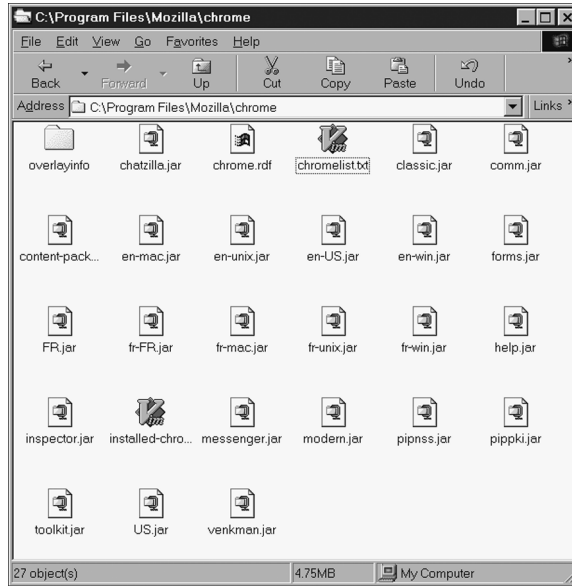 C:\Program Files\Mozilla\chrome
File Edit View Go Favorites Help
Back Forward Up Cut Copy Paste Undo
Address C:\Program Files\Mozilla\chrome Links
overlayinfo chatzilla.jar chrome.rdf chromelist.txt classic.jar comm.jar
content-pack... en-mac.jar en-unix.jar en-US.jar en-win.jar forms.jar
FR.jar fr-FR.jar fr-mac.jar fr-unix.jar fr-win.jar help.jar
inspector.jar installed-chro... messenger.jar modern.jar pipnss.jar pippki.jar
toolkit.jar US.jar venkman.jar
27 object(s) 4.75MB My Computer